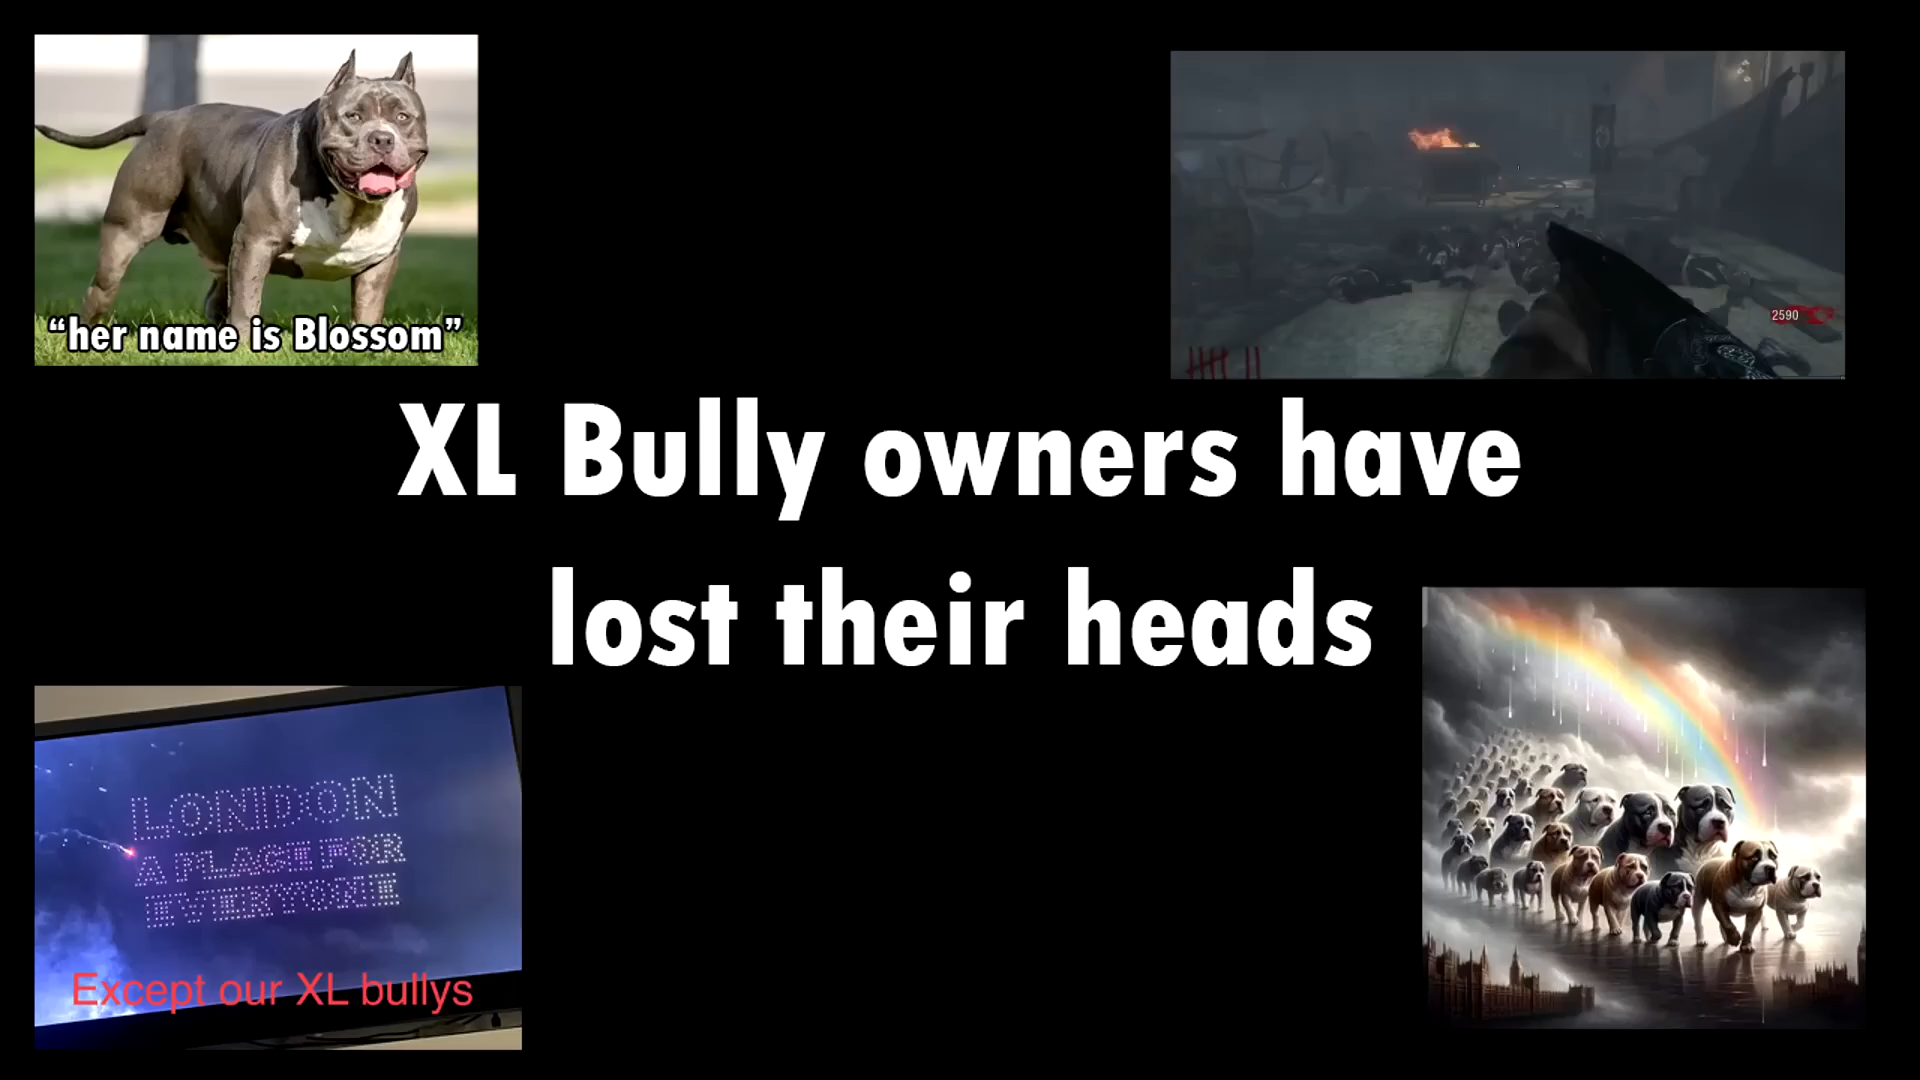 “her name is Blossom”
2590
XL Bully owners have
lost their heads
LONDON
A PLACE FOR
EVERYONE
Except our XL bullys